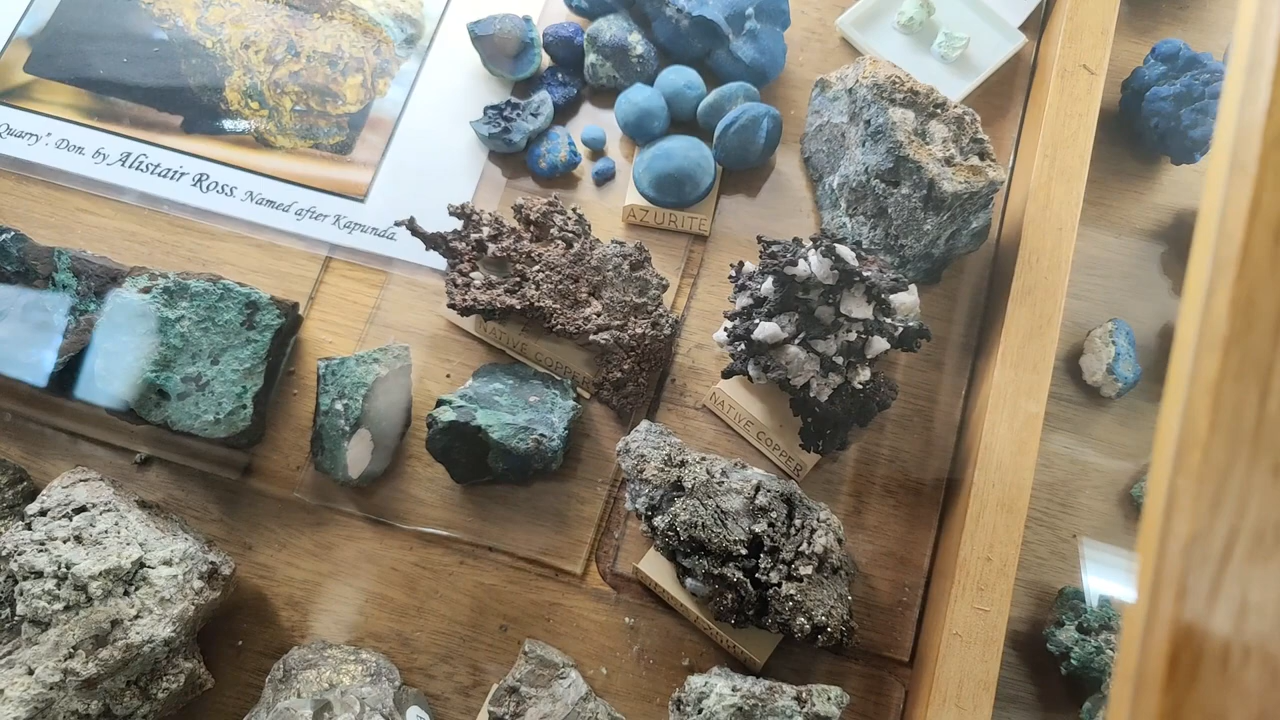 Quarry". Don. by Alistair Ross. Named after Kapunda.
AZURITE
NATIVE COPPER
NATIVE COPPER